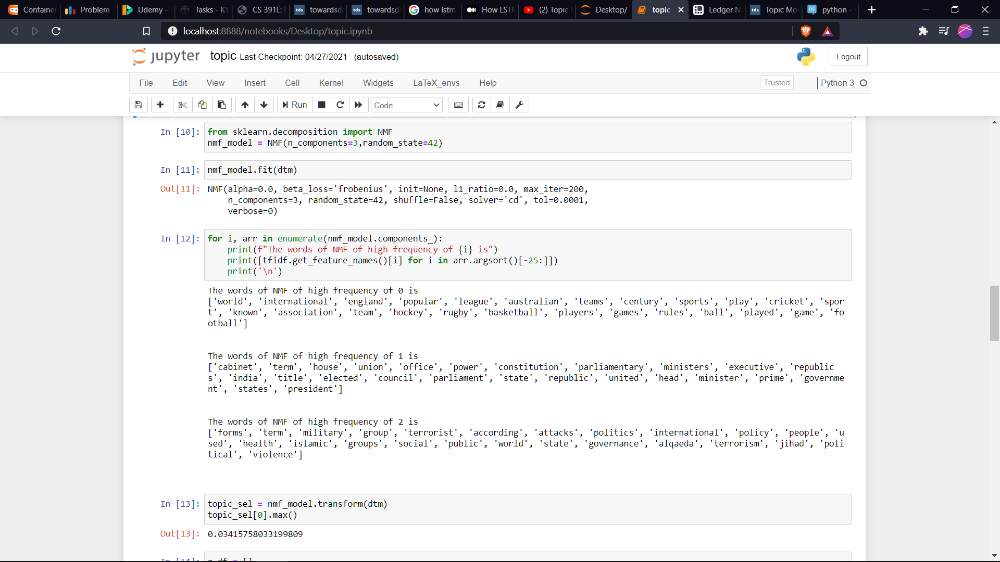 Container
Problem
Udemy –
Tasks - KY
CS 391L:
towardsda
towardsda
how lstm
How LSTM
(2) Topic
Desktop/
topic
Ledger N
Topic Mo
python -
localhost:8888/notebooks/Desktop/topic.ipynb
jupyter topic Last Checkpoint: 04/27/2021 (autosaved)
Logout
File Edit View Insert Cell Kernel Widgets LaTeX_envs Help
Trusted
Python 3
Run
Code
In [10]: from sklearn.decomposition import NMF
nmf_model = NMF(n_components=3,random_state=42)
In [11]: nmf_model.fit(dtm)
Out[11]: NMF(alpha=0.0, beta_loss='frobenius', init=None, l1_ratio=0.0, max_iter=200,
n_components=3, random_state=42, shuffle=False, solver='cd', tol=0.0001,
verbose=0)
In [12]: for i, arr in enumerate(nmf_model.components_):
print(f"The words of NMF of high frequency of {i} is")
print([tfidf.get_feature_names()[i] for i in arr.argsort()[-25:]])
print('\n')
The words of NMF of high frequency of 0 is
['world', 'international', 'england', 'popular', 'league', 'australian', 'teams', 'century', 'sports', 'play', 'cricket', 'spor
t', 'known', 'association', 'team', 'hockey', 'rugby', 'basketball', 'players', 'games', 'rules', 'ball', 'played', 'game', 'fo
otball']
The words of NMF of high frequency of 1 is
['cabinet', 'term', 'house', 'union', 'office', 'power', 'constitution', 'parliamentary', 'ministers', 'executive', 'republic
s', 'india', 'title', 'elected', 'council', 'parliament', 'state', 'republic', 'united', 'head', 'minister', 'prime', 'governme
nt', 'states', 'president']
The words of NMF of high frequency of 2 is
['forms', 'term', 'military', 'group', 'terrorist', 'according', 'attacks', 'politics', 'international', 'policy', 'people', 'u
sed', 'health', 'islamic', 'groups', 'social', 'public', 'world', 'state', 'governance', 'alqaeda', 'terrorism', 'jihad', 'poli
tical', 'violence']
In [13]: topic_sel = nmf_model.transform(dtm)
topic_sel[0].max()
Out[13]: 0.03415758033199809
In [14]: